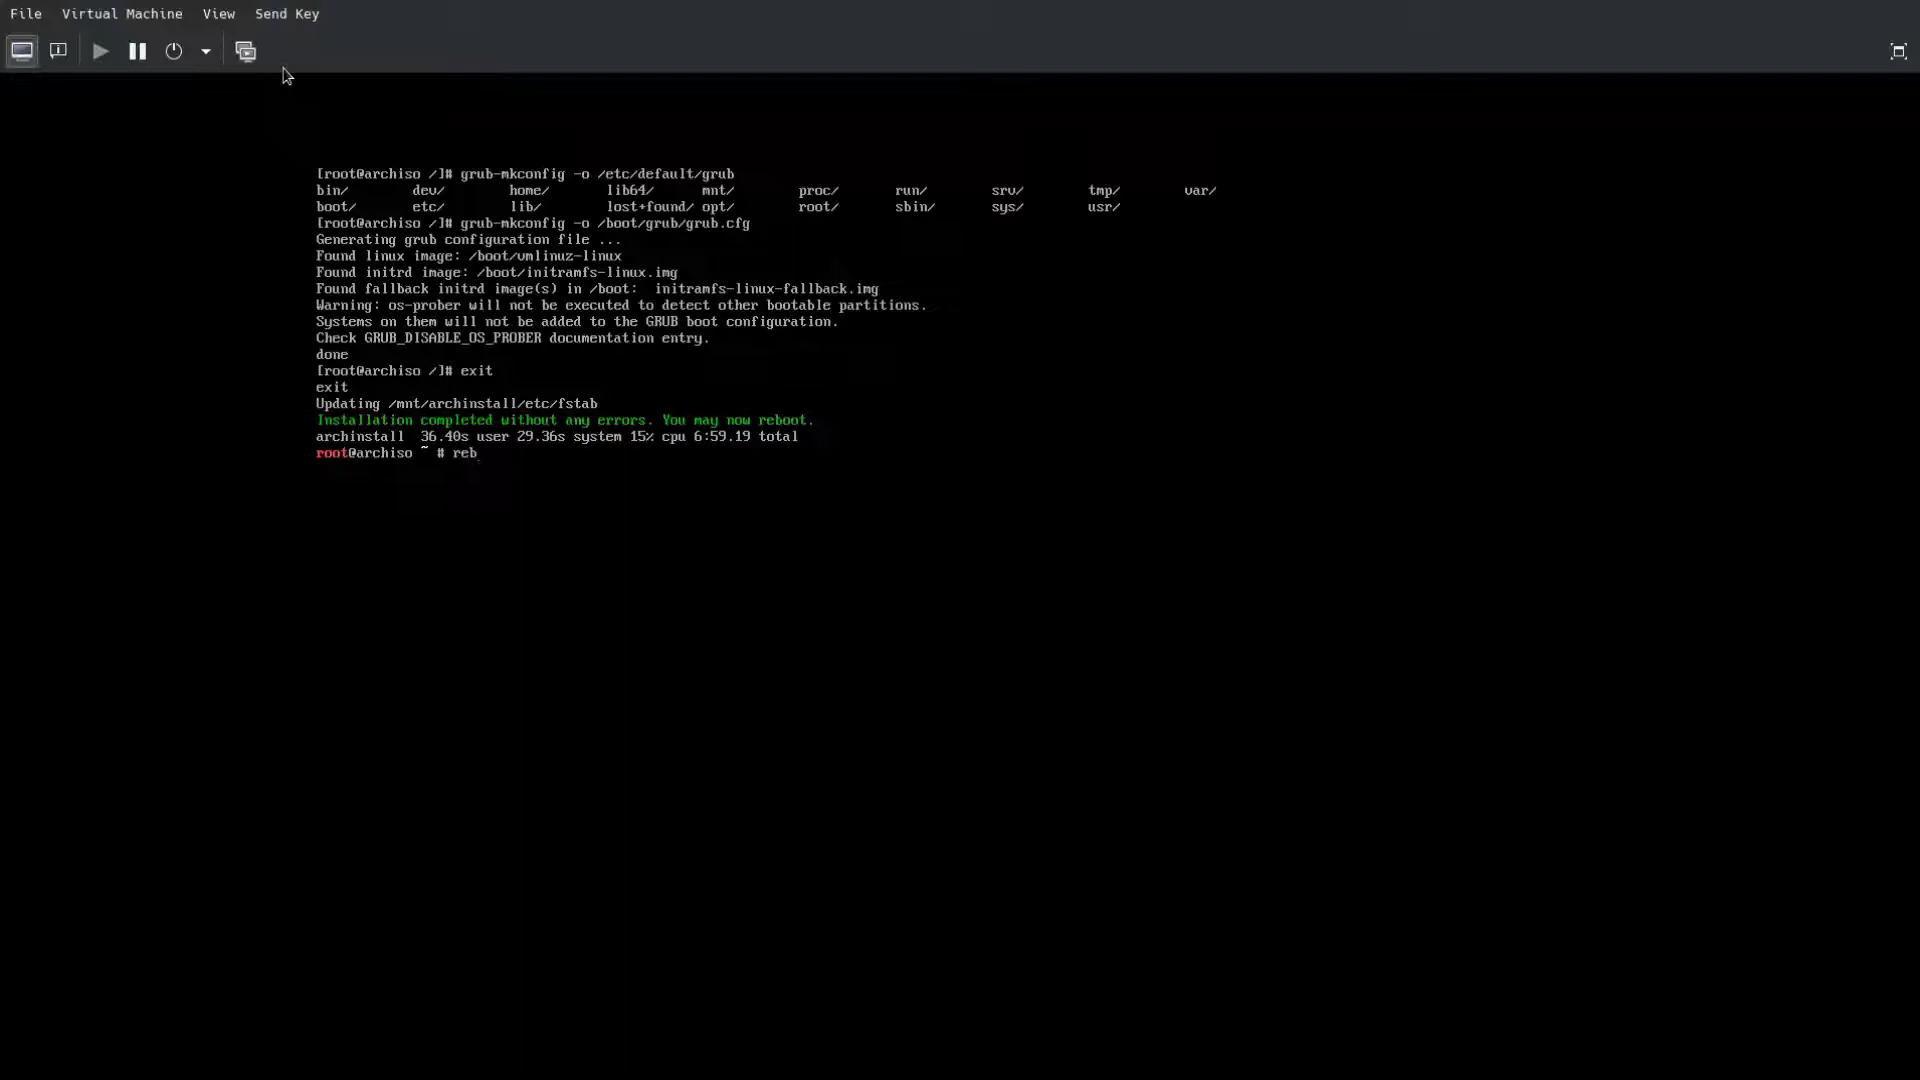 File Virtual Machine View Send Key
[root@archiso /]# grub-mkconfig -o /etc/default/grub
bin/ dev/ home/ lib64/ mnt/ proc/ run/ srv/ tmp/ var/
boot/ etc/ lib/ lost+found/ opt/ root/ sbin/ sys/ usr/
[root@archiso /]# grub-mkconfig -o /boot/grub/grub.cfg
Generating grub configuration file ...
Found linux image: /boot/vmlinuz-linux
Found initrd image: /boot/initramfs-linux.img
Found fallback initrd image(s) in /boot:  initramfs-linux-fallback.img
Warning: os-prober will not be executed to detect other bootable partitions.
Systems on them will not be added to the GRUB boot configuration.
Check GRUB_DISABLE_OS_PROBER documentation entry.
done
[root@archiso /]# exit
exit
Updating /mnt/archinstall/etc/fstab
Installation completed without any errors. You may now reboot.
archinstall  36.40s user 29.36s system 15% cpu 6:59.19 total
root@archiso ~ # reb